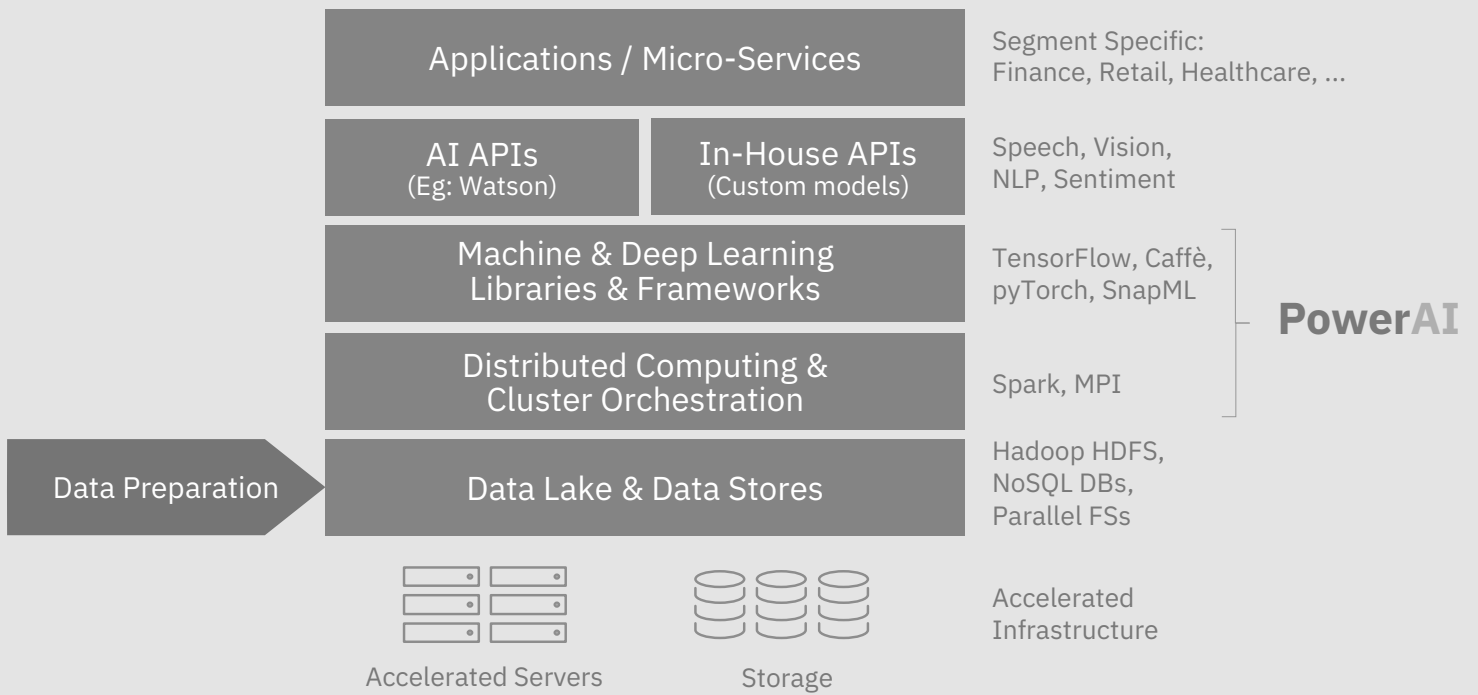 Applications / Micro-Services
Segment Specific:
Finance, Retail, Healthcare, ...
AI APIs
(Eg: Watson)
In-House APIs
(Custom models)
Speech, Vision,
NLP, Sentiment
Machine & Deep Learning
Libraries & Frameworks
TensorFlow, Caffè,
pyTorch, SnapML
PowerAI
Distributed Computing &
Cluster Orchestration
Spark, MPI
Data Preparation
Data Lake & Data Stores
Hadoop HDFS,
NoSQL DBs,
Parallel FSs
Accelerated Servers
Storage
Accelerated
Infrastructure